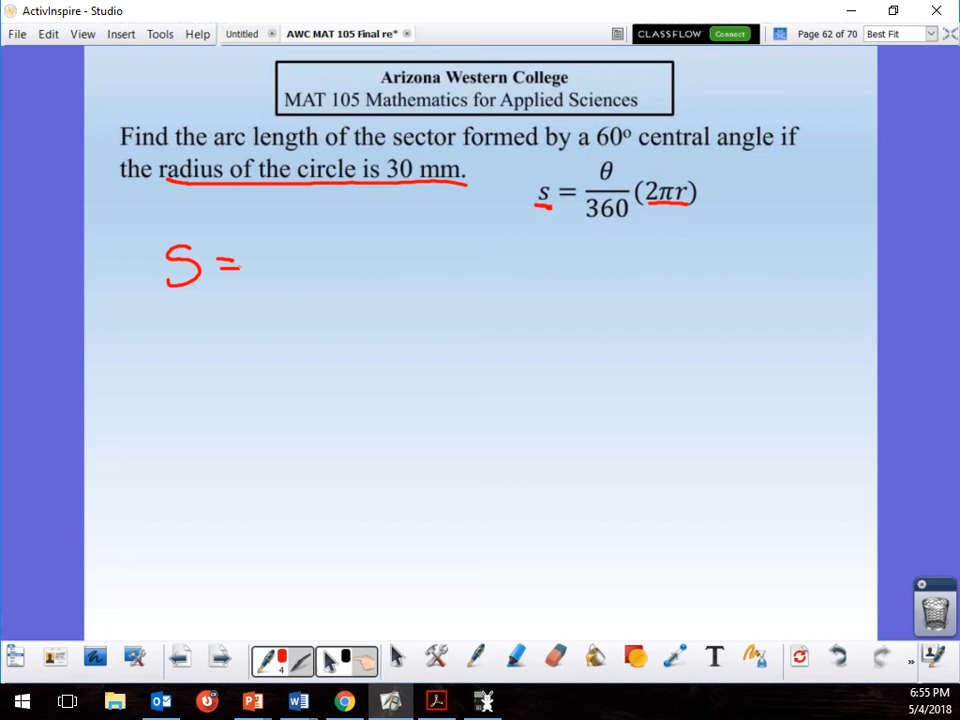 ActivInspire - Studio
File Edit View Insert Tools Help Untitled AWC MAT 105 Final re* CLASSFLOW Connect Page 62 of 70 Best Fit
Arizona Western College
MAT 105 Mathematics for Applied Sciences
Find the arc length of the sector formed by a 60° central angle if
the radius of the circle is 30 mm.
s = θ/360 (2πr)
S =
4
T
»
6:55 PM
5/4/2018